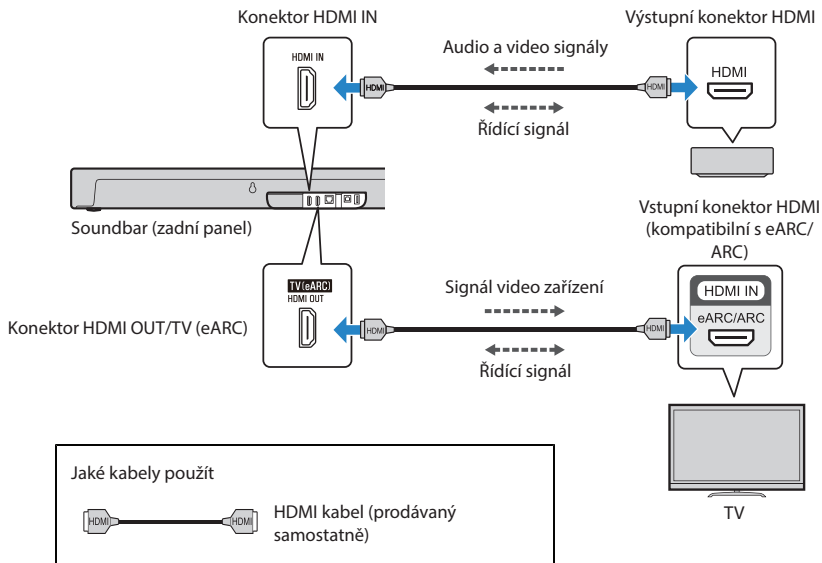 Konektor HDMI IN
Výstupní konektor HDMI
HDMI IN
HDMI
Audio a video signály
HDMI
HDMI
Řídící signál
Soundbar (zadní panel)
Vstupní konektor HDMI
(kompatibilní s eARC/
ARC)
TV(eARC)
HDMI OUT
Signál video zařízení
HDMI IN
eARC/ARC
Konektor HDMI OUT/TV (eARC)
HDMI
HDMI
Řídící signál
TV
Jaké kabely použít
HDMI
HDMI
HDMI kabel (prodávaný
samostatně)